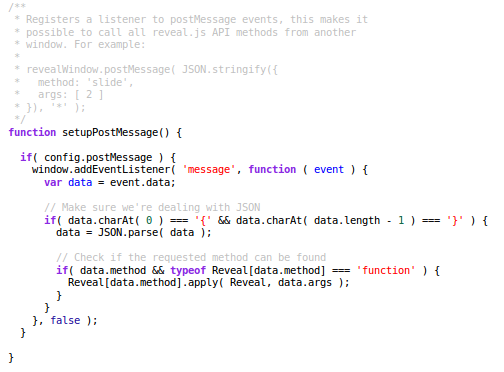 /**
 * Registers a listener to postMessage events, this makes it
 * possible to call all reveal.js API methods from another
 * window. For example:
 *
 * revealWindow.postMessage( JSON.stringify({
 *   method: 'slide',
 *   args: [ 2 ]
 * }), '*' );
 */
function setupPostMessage() {

  if( config.postMessage ) {
    window.addEventListener( 'message', function ( event ) {
      var data = event.data;

      // Make sure we're dealing with JSON
      if( data.charAt( 0 ) === '{' && data.charAt( data.length - 1 ) === '}' ) {
        data = JSON.parse( data );

        // Check if the requested method can be found
        if( data.method && typeof Reveal[data.method] === 'function' ) {
          Reveal[data.method].apply( Reveal, data.args );
        }
      }
    }, false );
  }

}